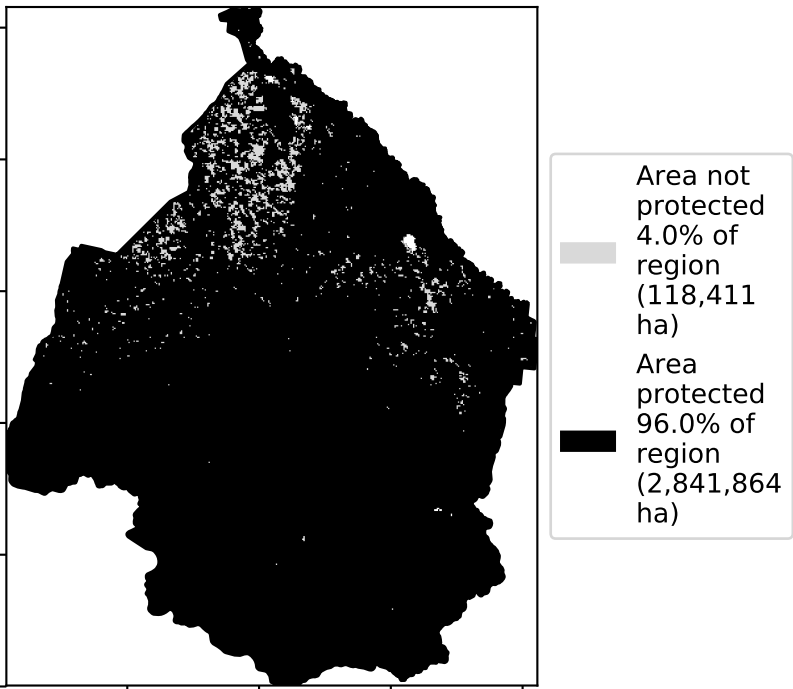 Area not
protected
4.0% of
region
(118,411
ha)
Area
protected
96.0% of
region
(2,841,864
ha)